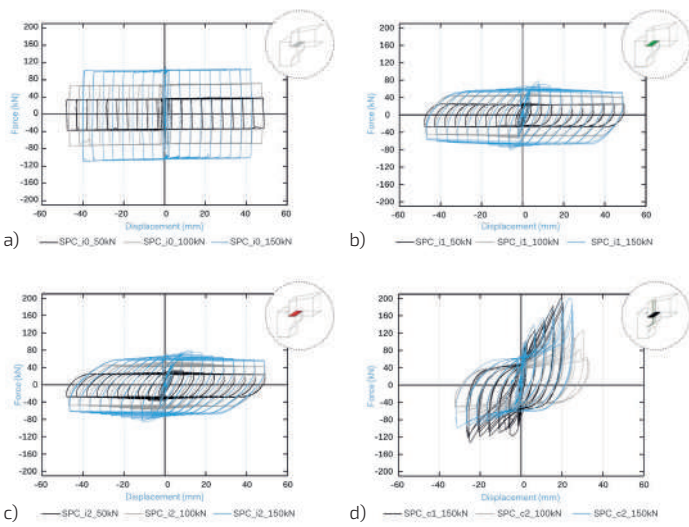 200
160
120
80
40
0
-40
-80
-120
-160
-200
Force (kN)
-60 -40 -20 0 20 40 60
Displacement (mm)
a)
SPC_i0_50kN SPC_i0_100kN SPC_i0_150kN
200
160
120
80
40
0
-40
-80
-120
-160
-200
Force (kN)
-60 -40 -20 0 20 40 60
Displacement (mm)
b)
SPC_i1_50kN SPC_i1_100kN SPC_i1_150kN
200
160
120
80
40
0
-40
-80
-120
-160
-200
Force (kN)
-60 -40 -20 0 20 40 60
Displacement (mm)
c)
SPC_i2_50kN SPC_i2_100kN SPC_i2_150kN
200
160
120
80
40
0
-40
-80
-120
-160
-200
Force (kN)
-60 -40 -20 0 20 40 60
Displacement (mm)
d)
SPC_c1_150kN SPC_c2_100kN SPC_c2_150kN